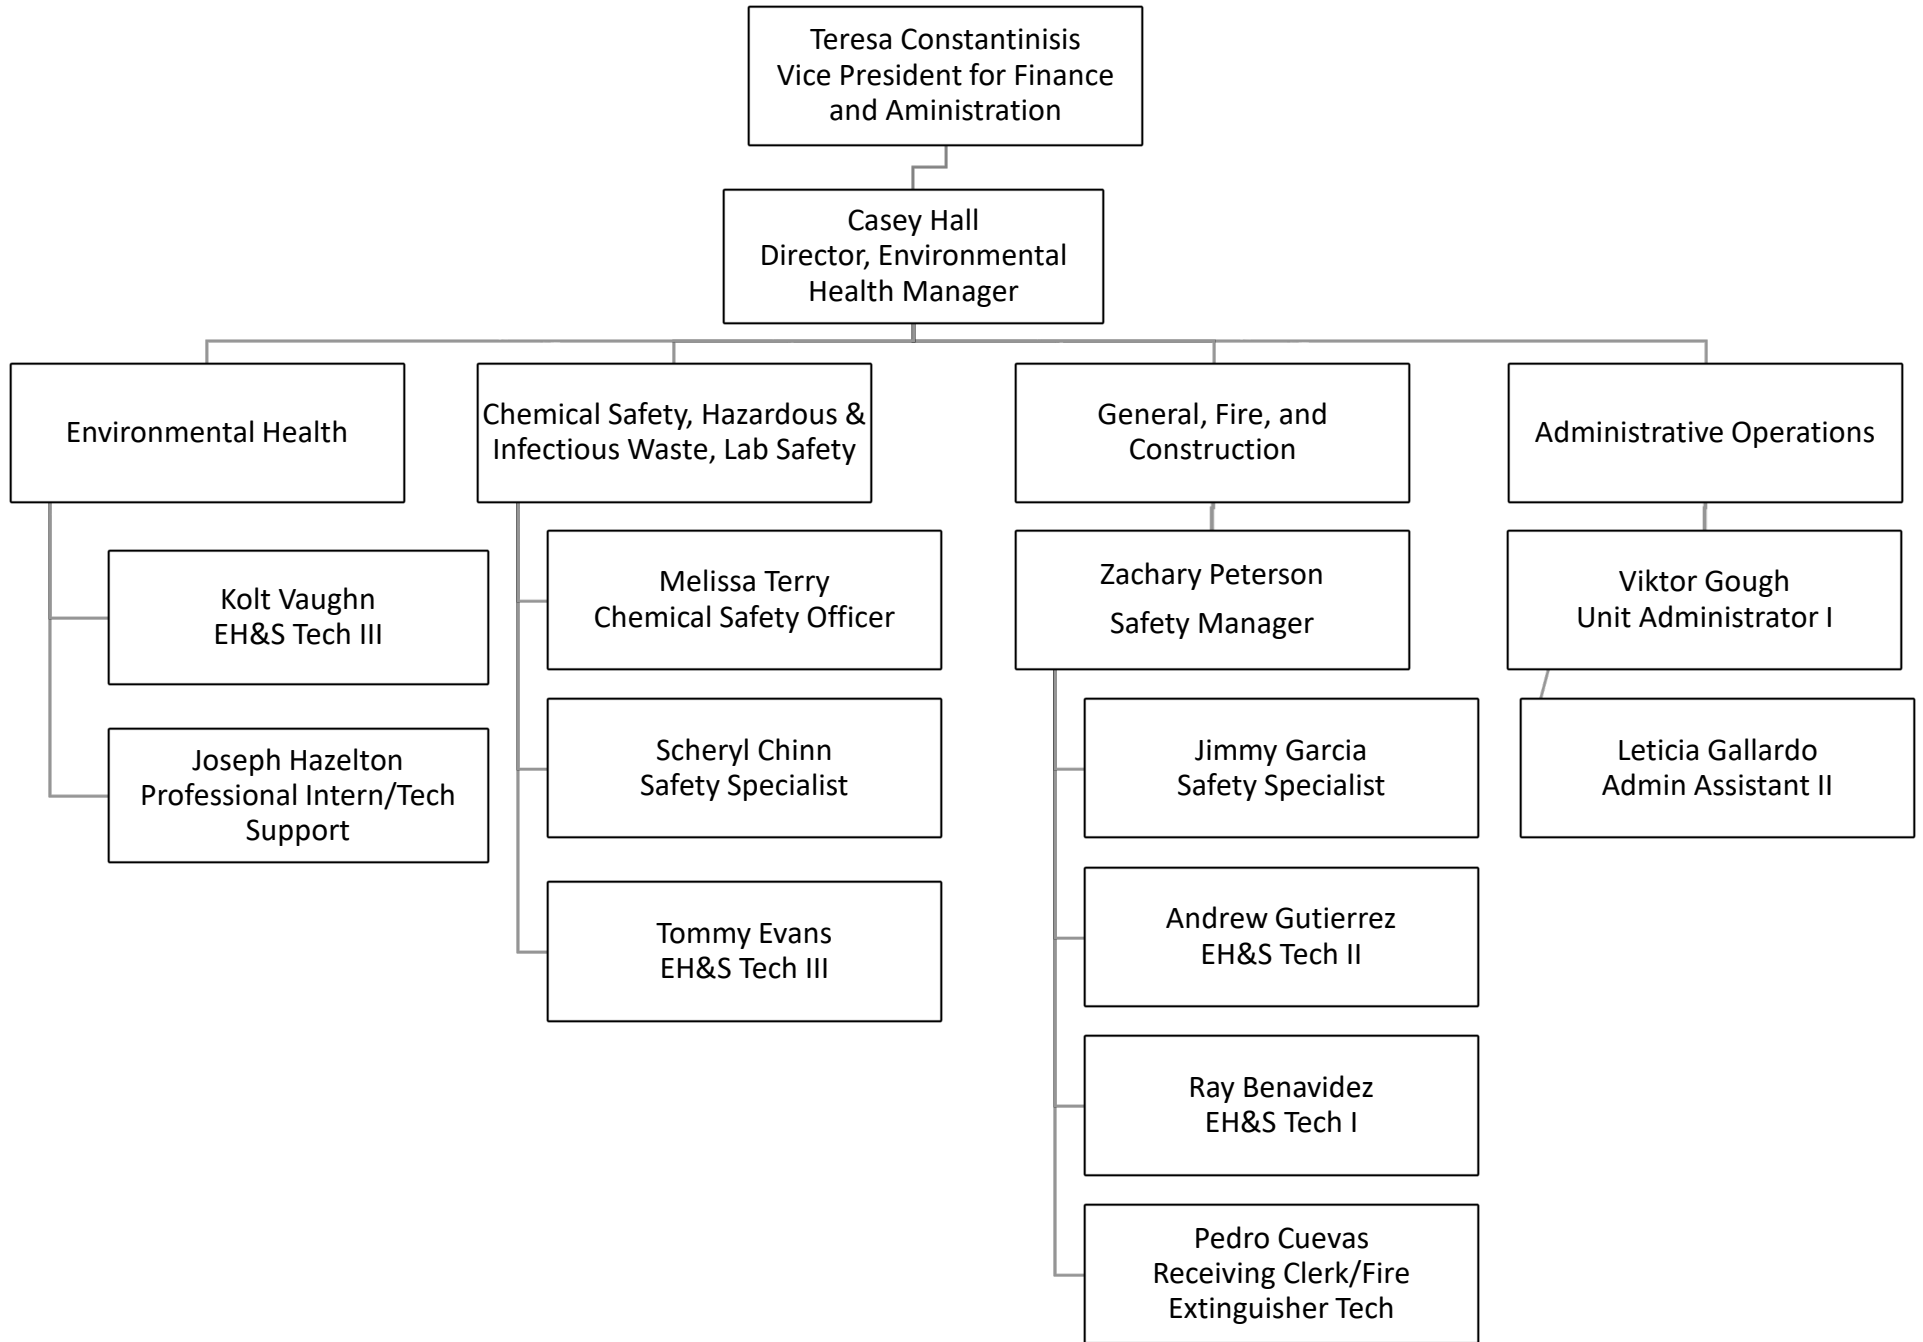 Teresa Constantinisis
Vice President for Finance
and Aministration
Casey Hall
Director, Environmental
Health Manager
Environmental Health
Chemical Safety, Hazardous &
Infectious Waste, Lab Safety
General, Fire, and
Construction
Administrative Operations
Kolt Vaughn
EH&S Tech III
Joseph Hazelton
Professional Intern/Tech
Support
Melissa Terry
Chemical Safety Officer
Scheryl Chinn
Safety Specialist
Tommy Evans
EH&S Tech III
Zachary Peterson
Safety Manager
Jimmy Garcia
Safety Specialist
Andrew Gutierrez
EH&S Tech II
Ray Benavidez
EH&S Tech I
Pedro Cuevas
Receiving Clerk/Fire
Extinguisher Tech
Viktor Gough
Unit Administrator I
Leticia Gallardo
Admin Assistant II